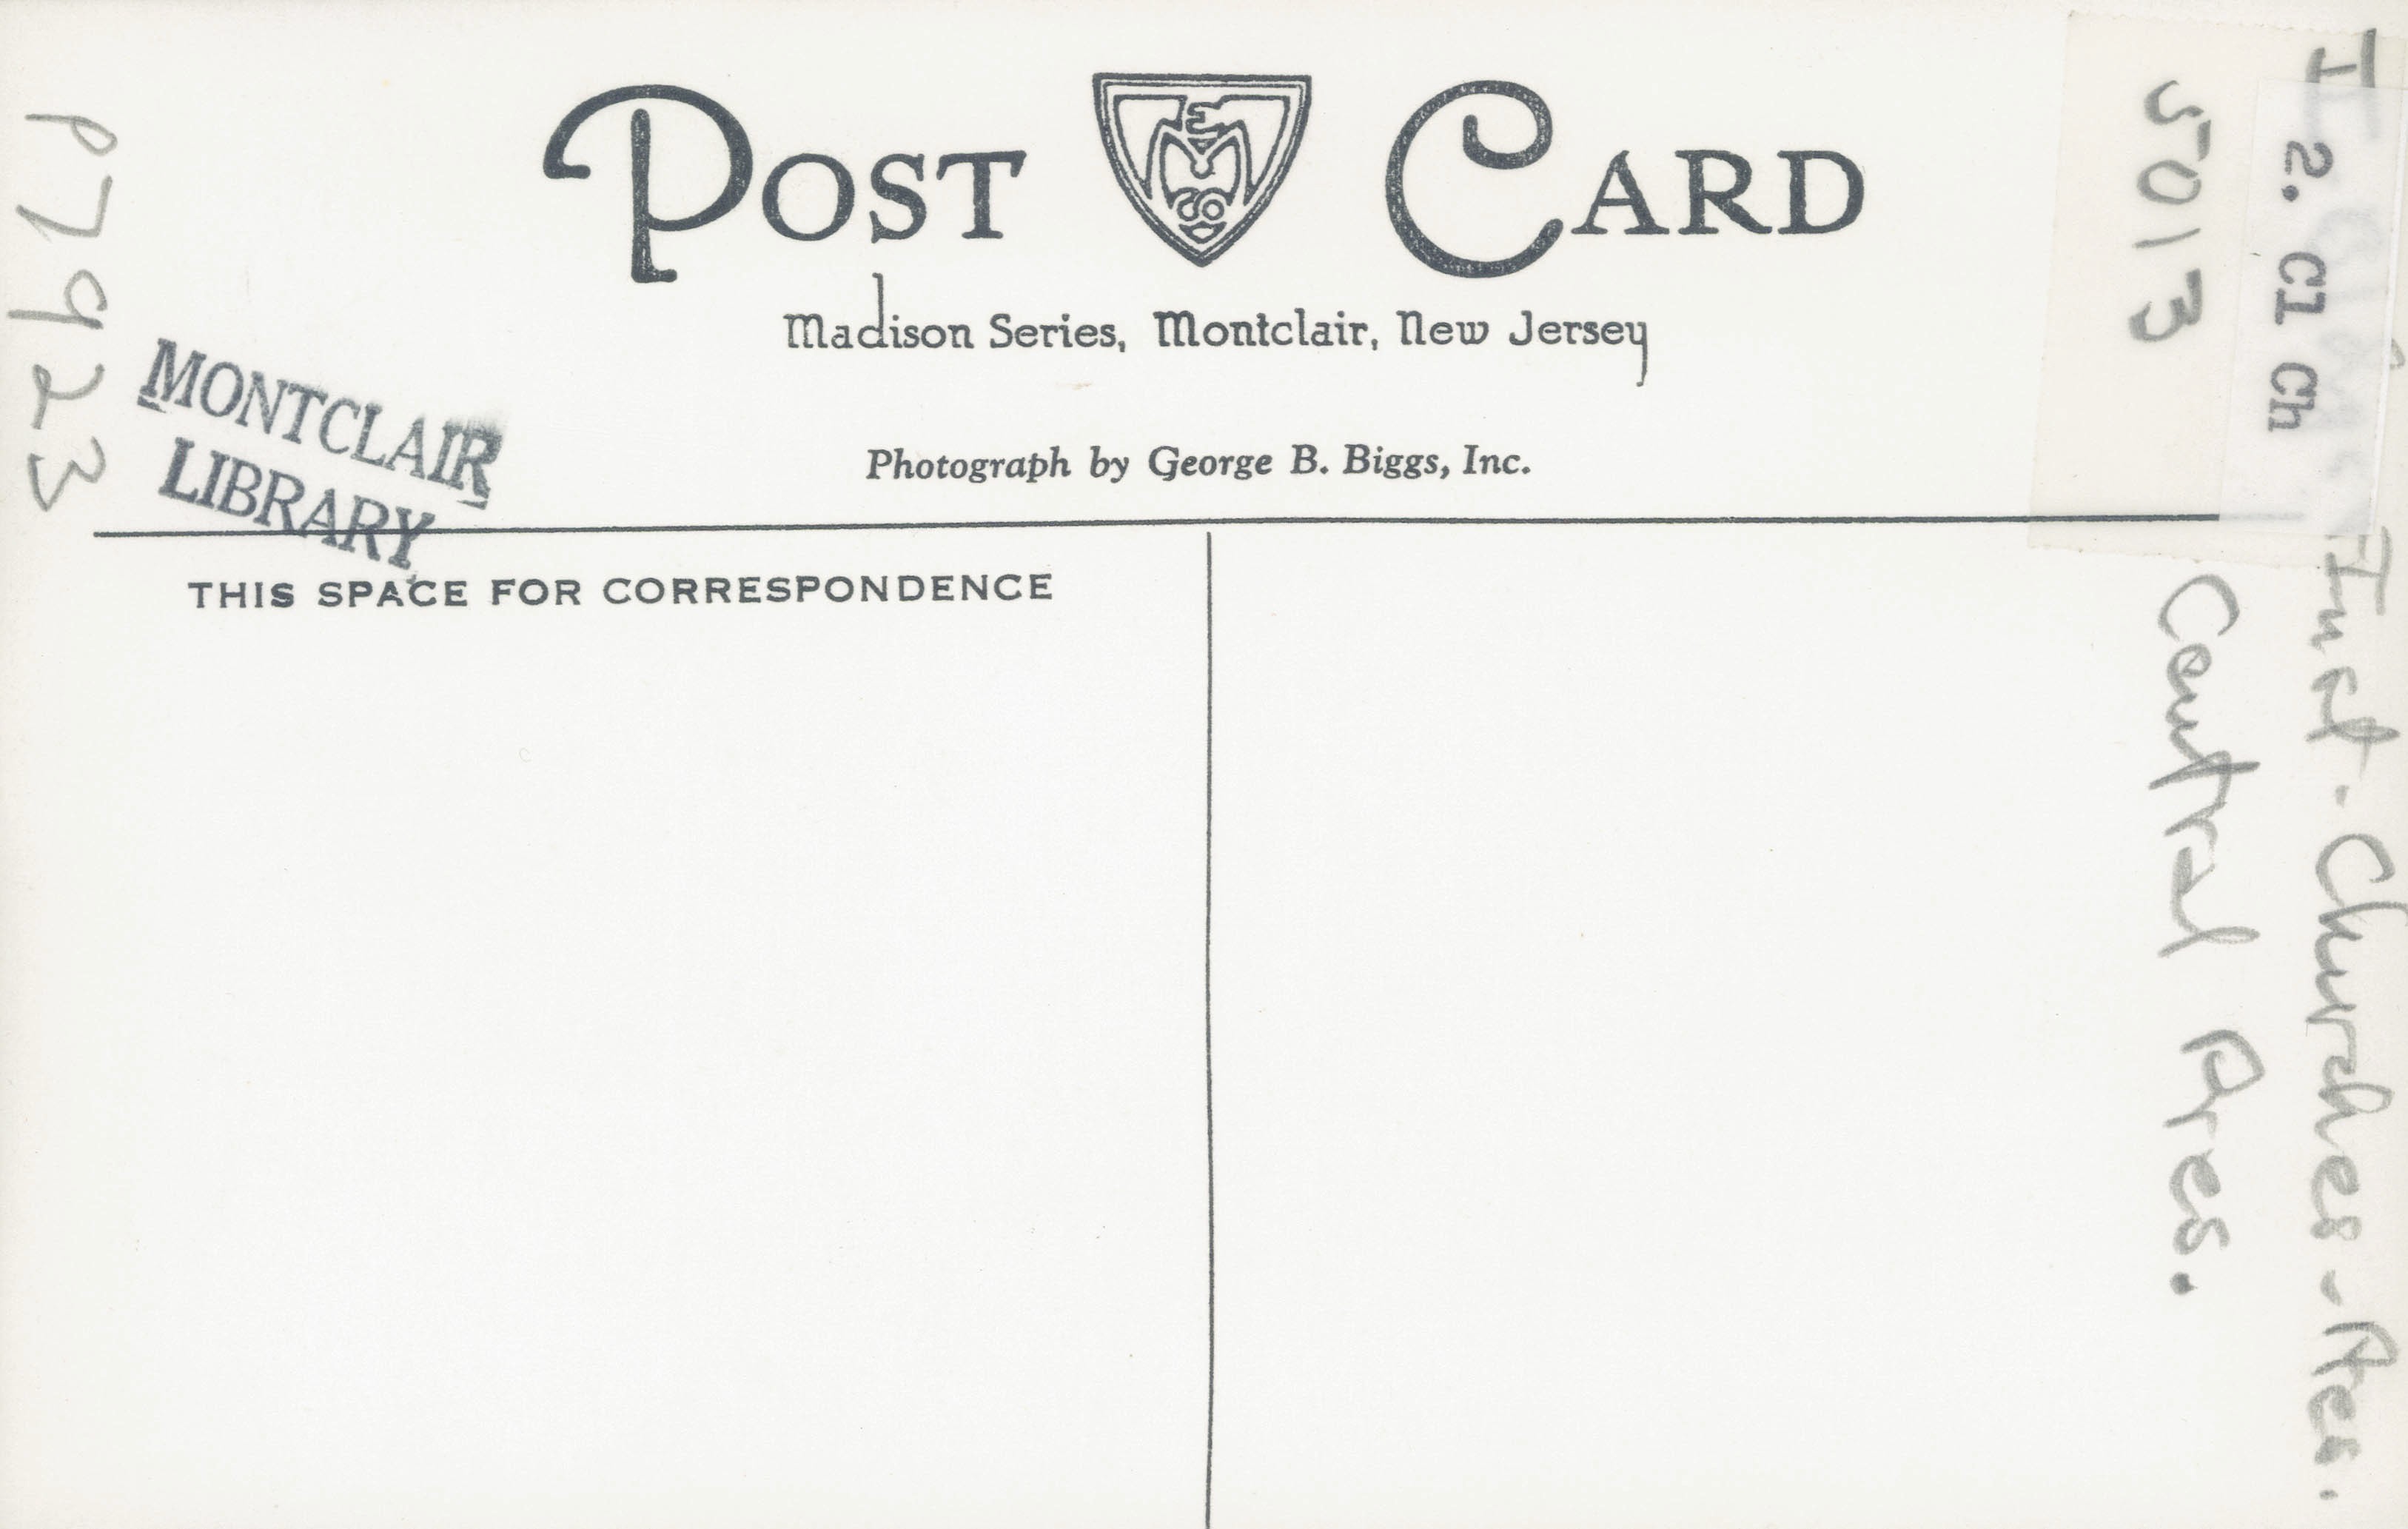 POST CARD
Madison Series, Montclair, New Jersey
Photograph by George B. Biggs, Inc.
MONTCLAIR
LIBRARY
THIS SPACE FOR CORRESPONDENCE
P7923
5013
2. Cl Ch
Inst. - Churches - Pres.
Central Pres.